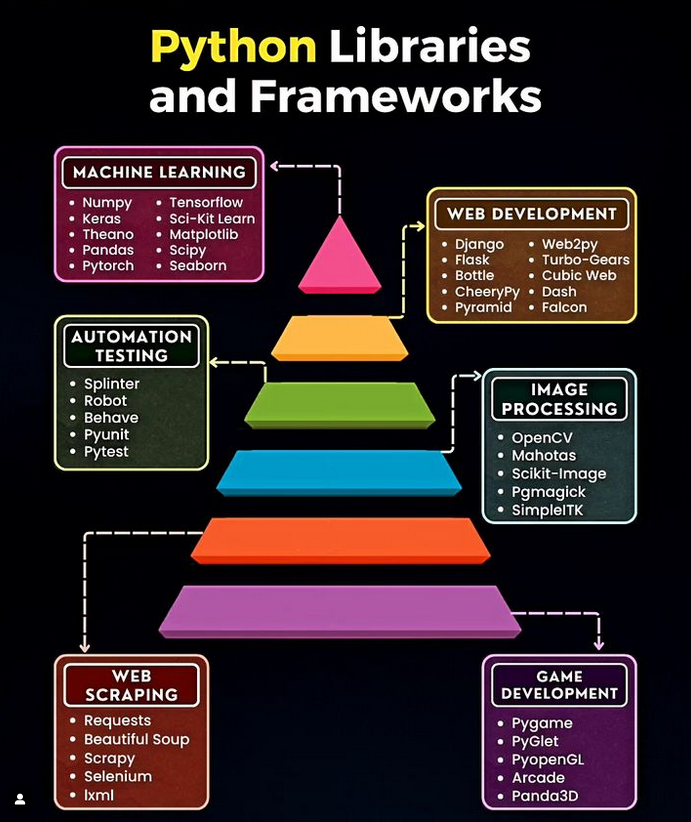 Python Libraries
and Frameworks
MACHINE LEARNING
Numpy
Keras
Theano
Pandas
Pytorch
Tensorflow
Sci-Kit Learn
Matplotlib
Scipy
Seaborn
WEB DEVELOPMENT
Django
Flask
Bottle
CheeryPy
Pyramid
Web2py
Turbo-Gears
Cubic Web
Dash
Falcon
AUTOMATION
TESTING
Splinter
Robot
Behave
Pyunit
Pytest
IMAGE
PROCESSING
OpenCV
Mahotas
Scikit-Image
Pgmagick
SimpleITK
WEB
SCRAPING
Requests
Beautiful Soup
Scrapy
Selenium
lxml
GAME
DEVELOPMENT
Pygame
PyGlet
PyopenGL
Arcade
Panda3D